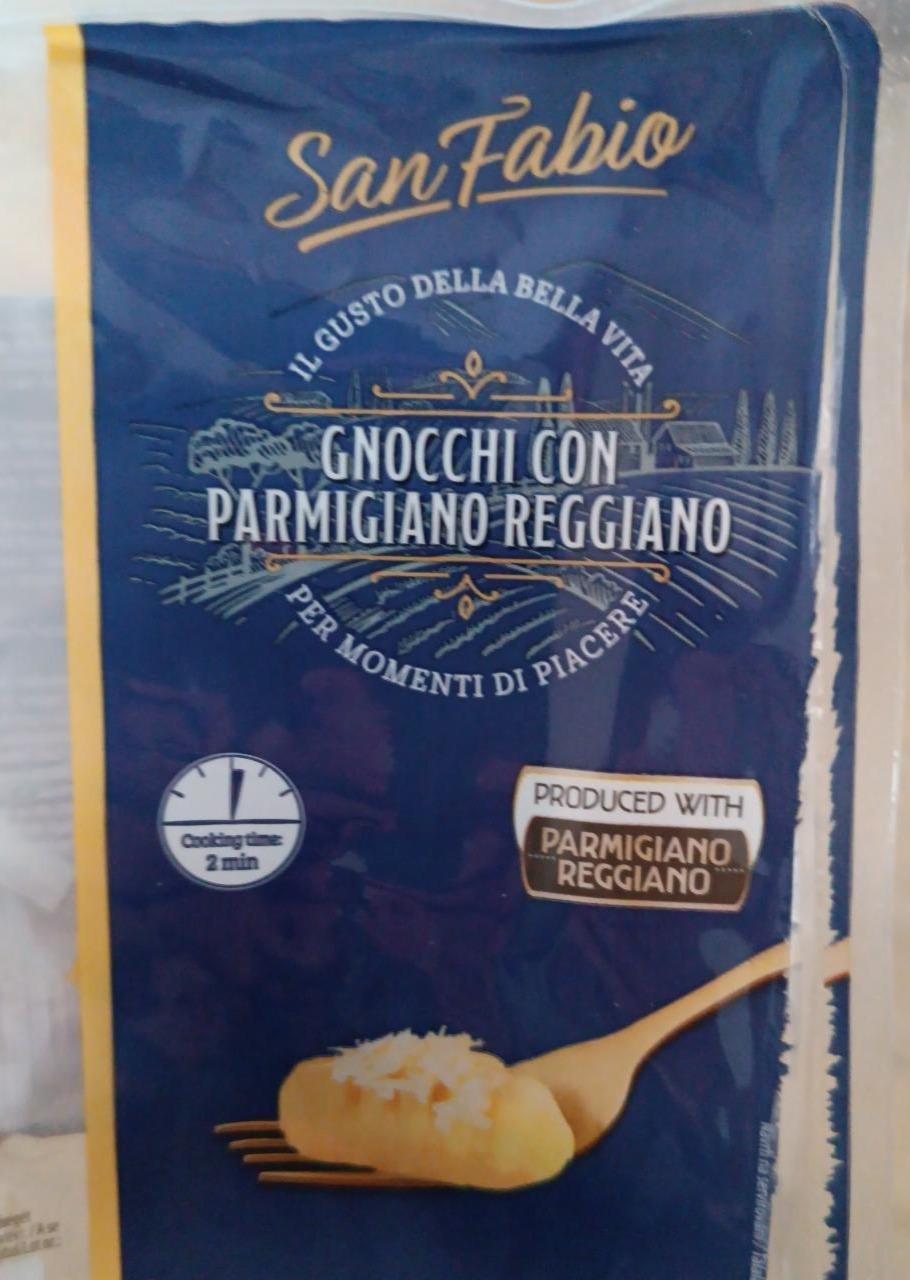 San Fabio
IL GUSTO DELLA BELLA VITA
GNOCCHI CON
PARMIGIANO REGGIANO
PER MOMENTI DI PIACERE
Cooking time:
2 min
PRODUCED WITH
PARMIGIANO
REGGIANO